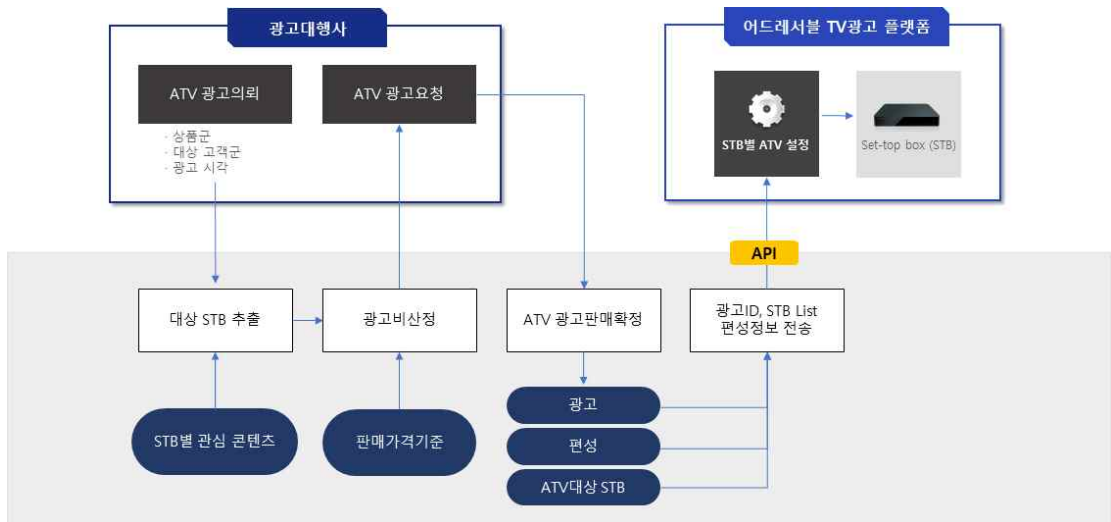 광고대행사
어드레서블 TV광고 플랫폼
ATV 광고의뢰
ATV 광고요청
· 상품군
· 대상 고객군
· 광고 시각
STB별 ATV 설정
Set-top box (STB)
API
대상 STB 추출
광고비산정
ATV 광고판매확정
광고ID, STB List
편성정보 전송
STB별 관심 콘텐츠
판매가격기준
광고
편성
ATV대상 STB